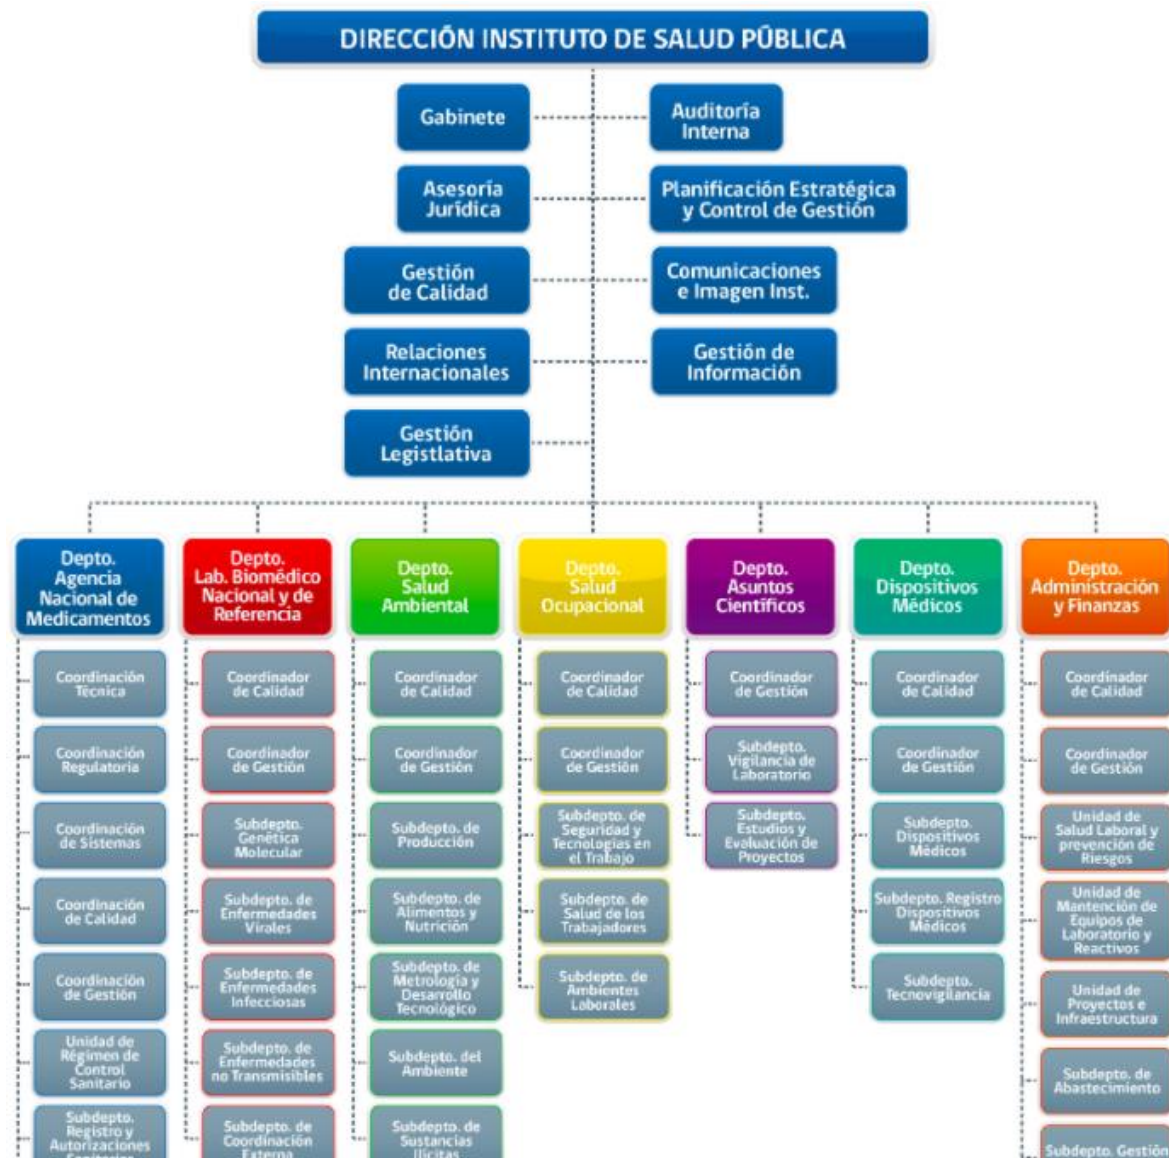 DIRECCIÓN INSTITUTO DE SALUD PÚBLICA
Gabinete
Auditoría
Interna
Asesoría
Jurídica
Planificación Estratégica
y Control de Gestión
Gestión
de Calidad
Comunicaciones
e Imagen Inst.
Relaciones
Internacionales
Gestión de
Información
Gestión
Legistlativa
Depto.
Agencia
Nacional de
Medicamentos
Coordinación
Técnica
Coordinación
Regulatoria
Coordinación
de Sistemas
Coordinación
de Calidad
Coordinación
de Gestión
Unidad de
Régimen de
Control
Sanitario
Subdepto.
Registro y
Autorizaciones
Depto.
Lab. Biomédico
Nacional y de
Referencia
Coordinador
de Calidad
Coordinador
de Gestión
Subdepto.
Genética
Molecular
Subdepto. de
Enfermedades
Virales
Subdepto. de
Enfermedades
Infecciosas
Subdepto. de
Enfermedades
no Transmisibles
Subdepto. de
Coordinación
Externa
Depto.
Salud
Ambiental
Coordinador
de Calidad
Coordinador
de Gestión
Subdepto. de
Producción
Subdepto. de
Alimentos y
Nutrición
Subdepto. de
Metrología y
Desarrollo
Tecnológico
Subdepto. del
Ambiente
Subdepto. de
Sustancias
Ilícitas
Depto.
Salud
Ocupacional
Coordinador
de Calidad
Coordinador
de Gestión
Subdepto. de
Seguridad y
Tecnologías en
el Trabajo
Subdepto. de
Salud de los
Trabajadores
Subdepto. de
Ambientes
Laborales
Depto.
Asuntos
Científicos
Coordinador
de Gestión
Subdepto.
Vigilancia de
Laboratorio
Subdepto.
Estudios y
Evaluación de
Proyectos
Depto.
Dispositivos
Médicos
Coordinador
de Calidad
Coordinador
de Gestión
Subdepto.
Dispositivos
Médicos
Subdepto. Registro
Dispositivos
Médicos
Subdepto.
Tecnovigilancia
Depto.
Administración
y Finanzas
Coordinador
de Calidad
Coordinador
de Gestión
Unidad de
Salud Laboral y
prevención de
Riesgos
Unidad de
Mantención de
Equipos de
Laboratorio y
Reactivos
Unidad de
Proyectos e
Infraestructura
Subdepto. de
Abastecimiento
Subdepto. Gestión